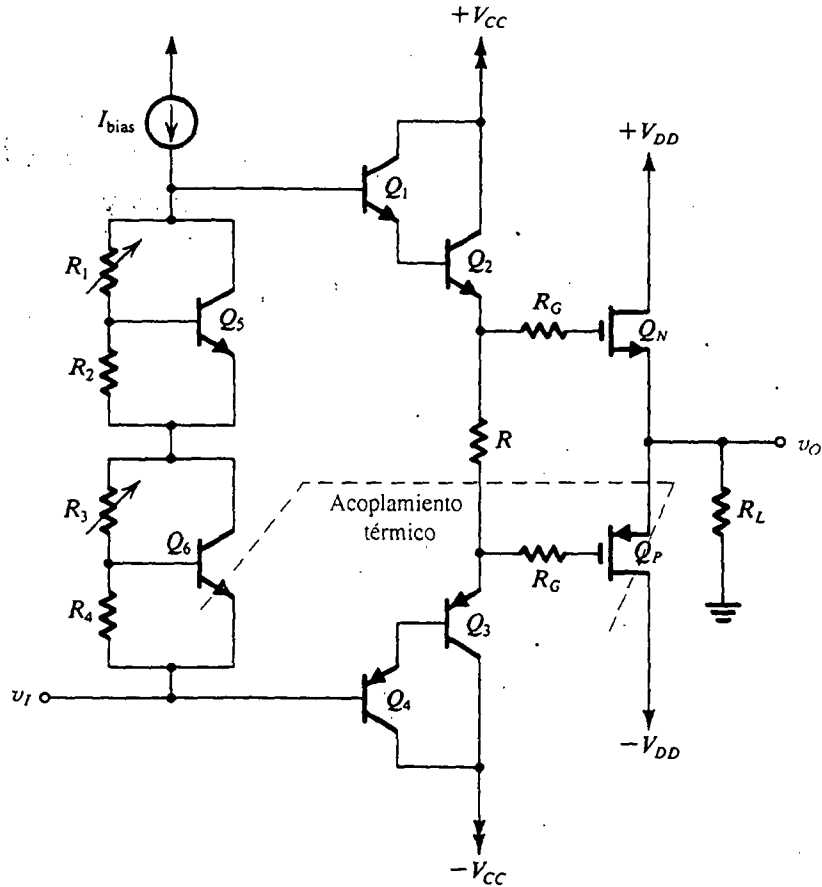 +V_CC
I_bias
+V_DD
Q_1
R_1
Q_2
R_G
Q_5
Q_N
R_2
R
v_O
R_3
Acoplamiento
térmico
R_L
Q_6
Q_P
R_G
R_4
Q_3
v_I
Q_4
−V_DD
−V_CC